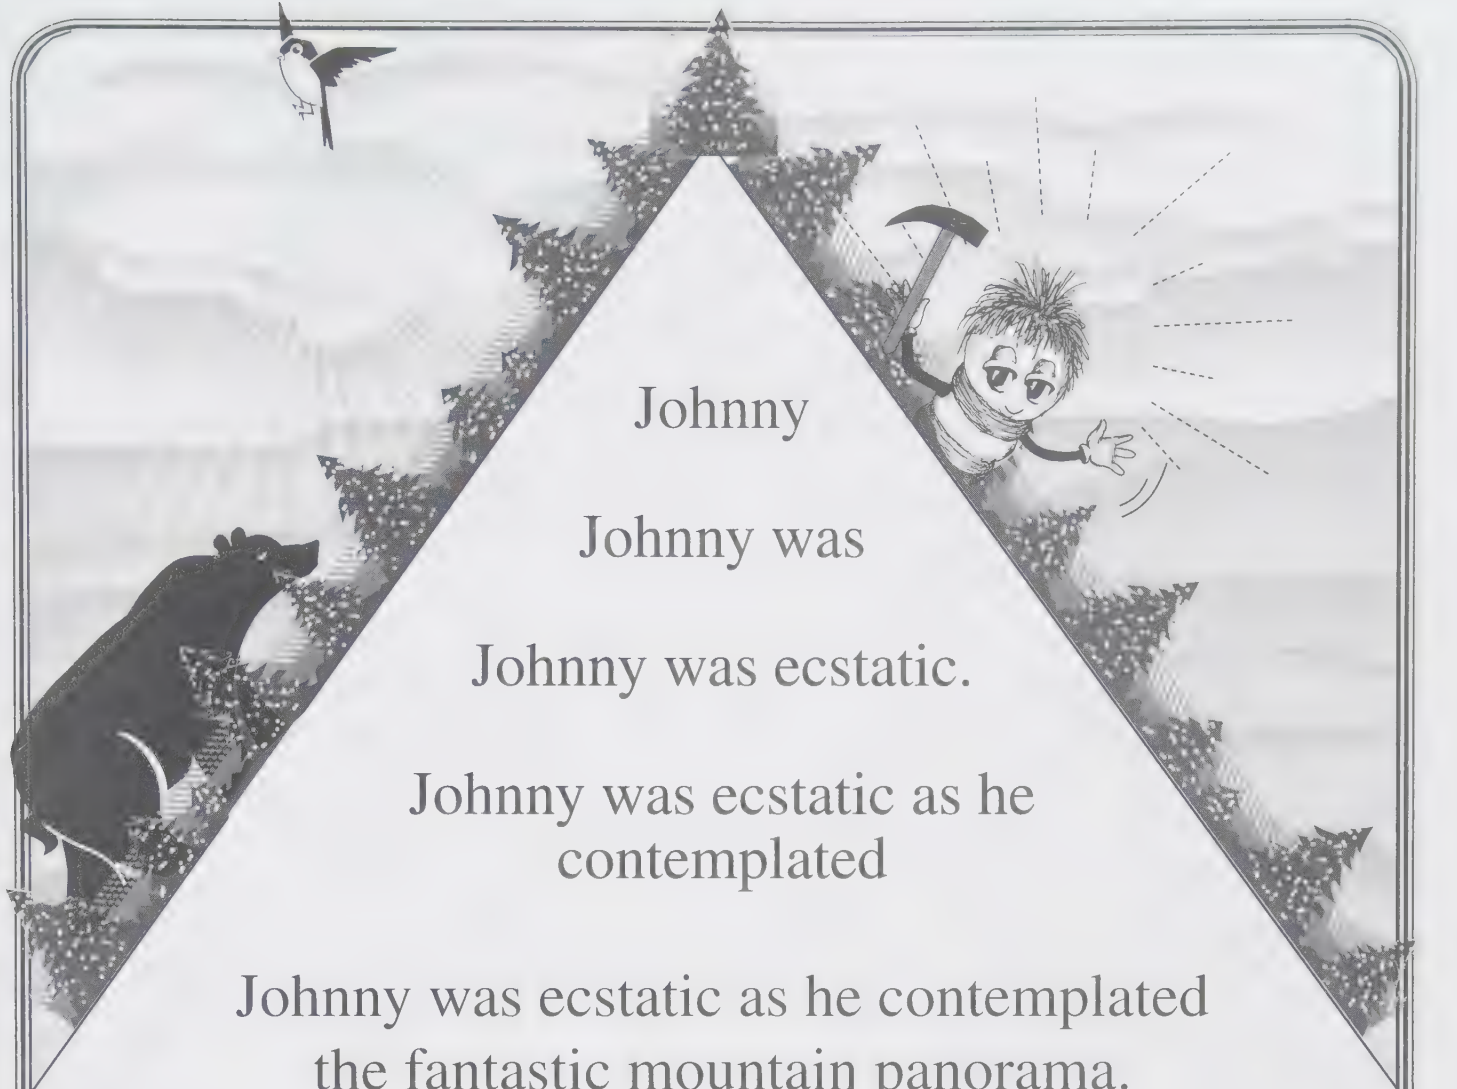 Johnny
Johnny was
Johnny was ecstatic.
Johnny was ecstatic as he
contemplated
Johnny was ecstatic as he contemplated
the fantastic mountain panorama.